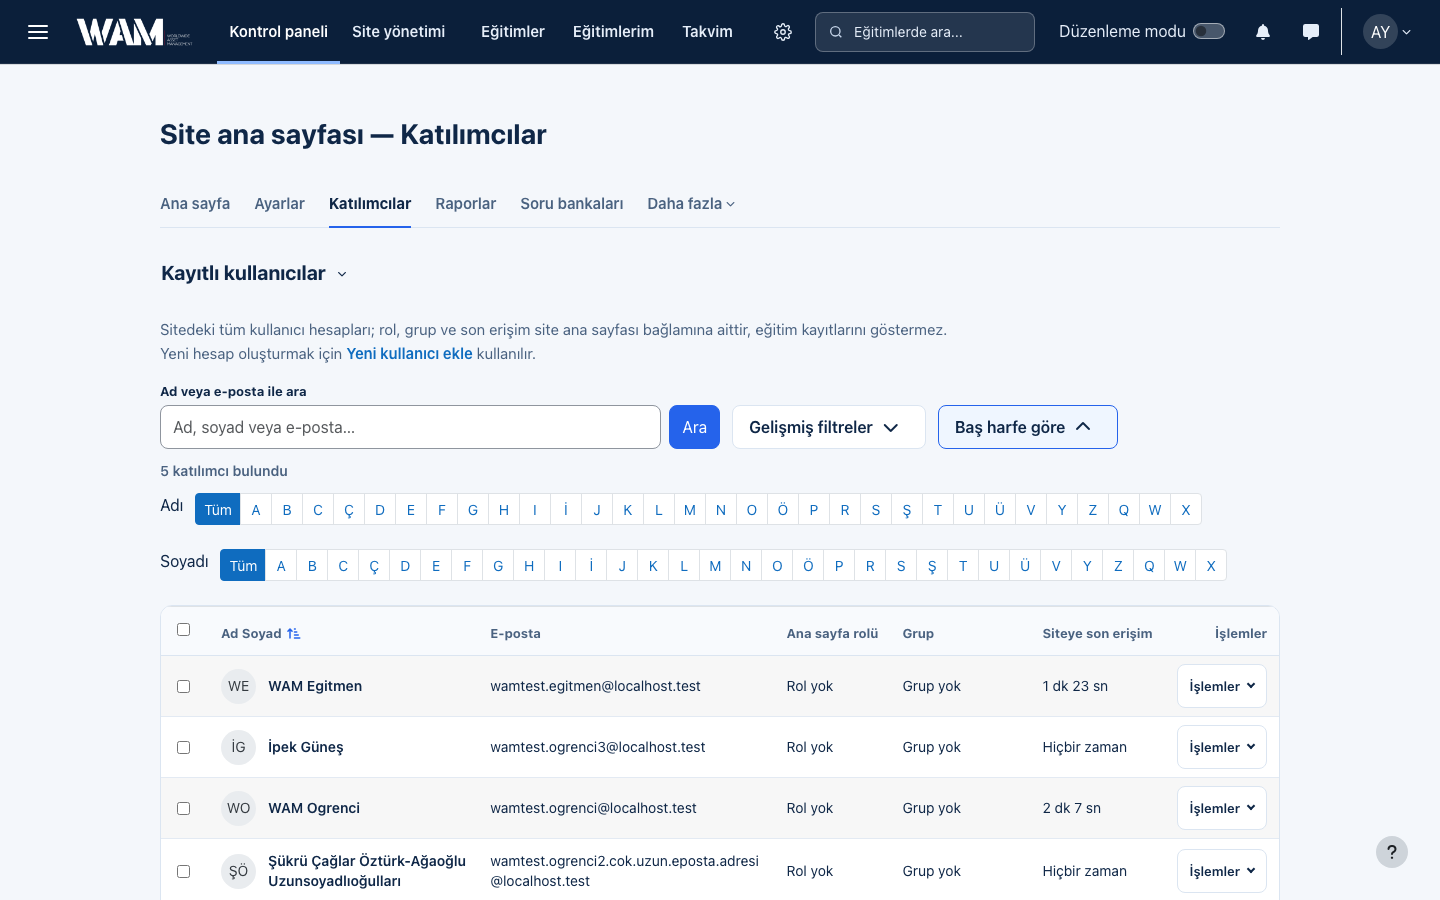 WAM WORLDWIDE ASSET MANAGEMENT
Kontrol paneli Site yönetimi Eğitimler Eğitimlerim Takvim Eğitimlerde ara... Düzenleme modu AY
Site ana sayfası — Katılımcılar
Ana sayfa Ayarlar Katılımcılar Raporlar Soru bankaları Daha fazla
Kayıtlı kullanıcılar
Sitedeki tüm kullanıcı hesapları; rol, grup ve son erişim site ana sayfası bağlamına aittir, eğitim kayıtlarını göstermez.
Yeni hesap oluşturmak için Yeni kullanıcı ekle kullanılır.
Ad veya e-posta ile ara
Ad, soyad veya e-posta... Ara Gelişmiş filtreler Baş harfe göre
5 katılımcı bulundu
Adı Tüm A B C Ç D E F G H I İ J K L M N O Ö P R S Ş T U Ü V Y Z Q W X
Soyadı Tüm A B C Ç D E F G H I İ J K L M N O Ö P R S Ş T U Ü V Y Z Q W X
Ad Soyad E-posta Ana sayfa rolü Grup Siteye son erişim İşlemler
WE WAM Egitmen wamtest.egitmen@localhost.test Rol yok Grup yok 1 dk 23 sn İşlemler
İG İpek Güneş wamtest.ogrenci3@localhost.test Rol yok Grup yok Hiçbir zaman İşlemler
WO WAM Ogrenci wamtest.ogrenci@localhost.test Rol yok Grup yok 2 dk 7 sn İşlemler
ŞÖ Şükrü Çağlar Öztürk-Ağaoğlu Uzunsoyadlıoğulları wamtest.ogrenci2.cok.uzun.eposta.adresi@localhost.test Rol yok Grup yok Hiçbir zaman İşlemler
?